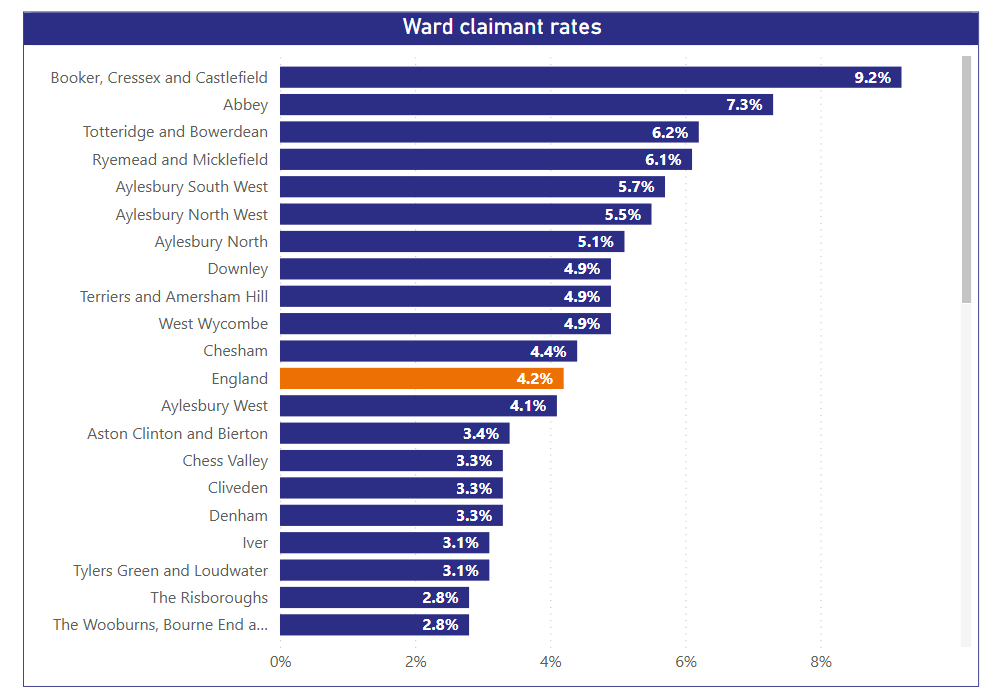 Ward claimant rates
Booker, Cressex and Castlefield 9.2%
Abbey 7.3%
Totteridge and Bowerdean 6.2%
Ryemead and Micklefield 6.1%
Aylesbury South West 5.7%
Aylesbury North West 5.5%
Aylesbury North 5.1%
Downley 4.9%
Terriers and Amersham Hill 4.9%
West Wycombe 4.9%
Chesham 4.4%
England 4.2%
Aylesbury West 4.1%
Aston Clinton and Bierton 3.4%
Chess Valley 3.3%
Cliveden 3.3%
Denham 3.3%
Iver 3.1%
Tylers Green and Loudwater 3.1%
The Risboroughs 2.8%
The Wooburns, Bourne End a... 2.8%
0% 2% 4% 6% 8%